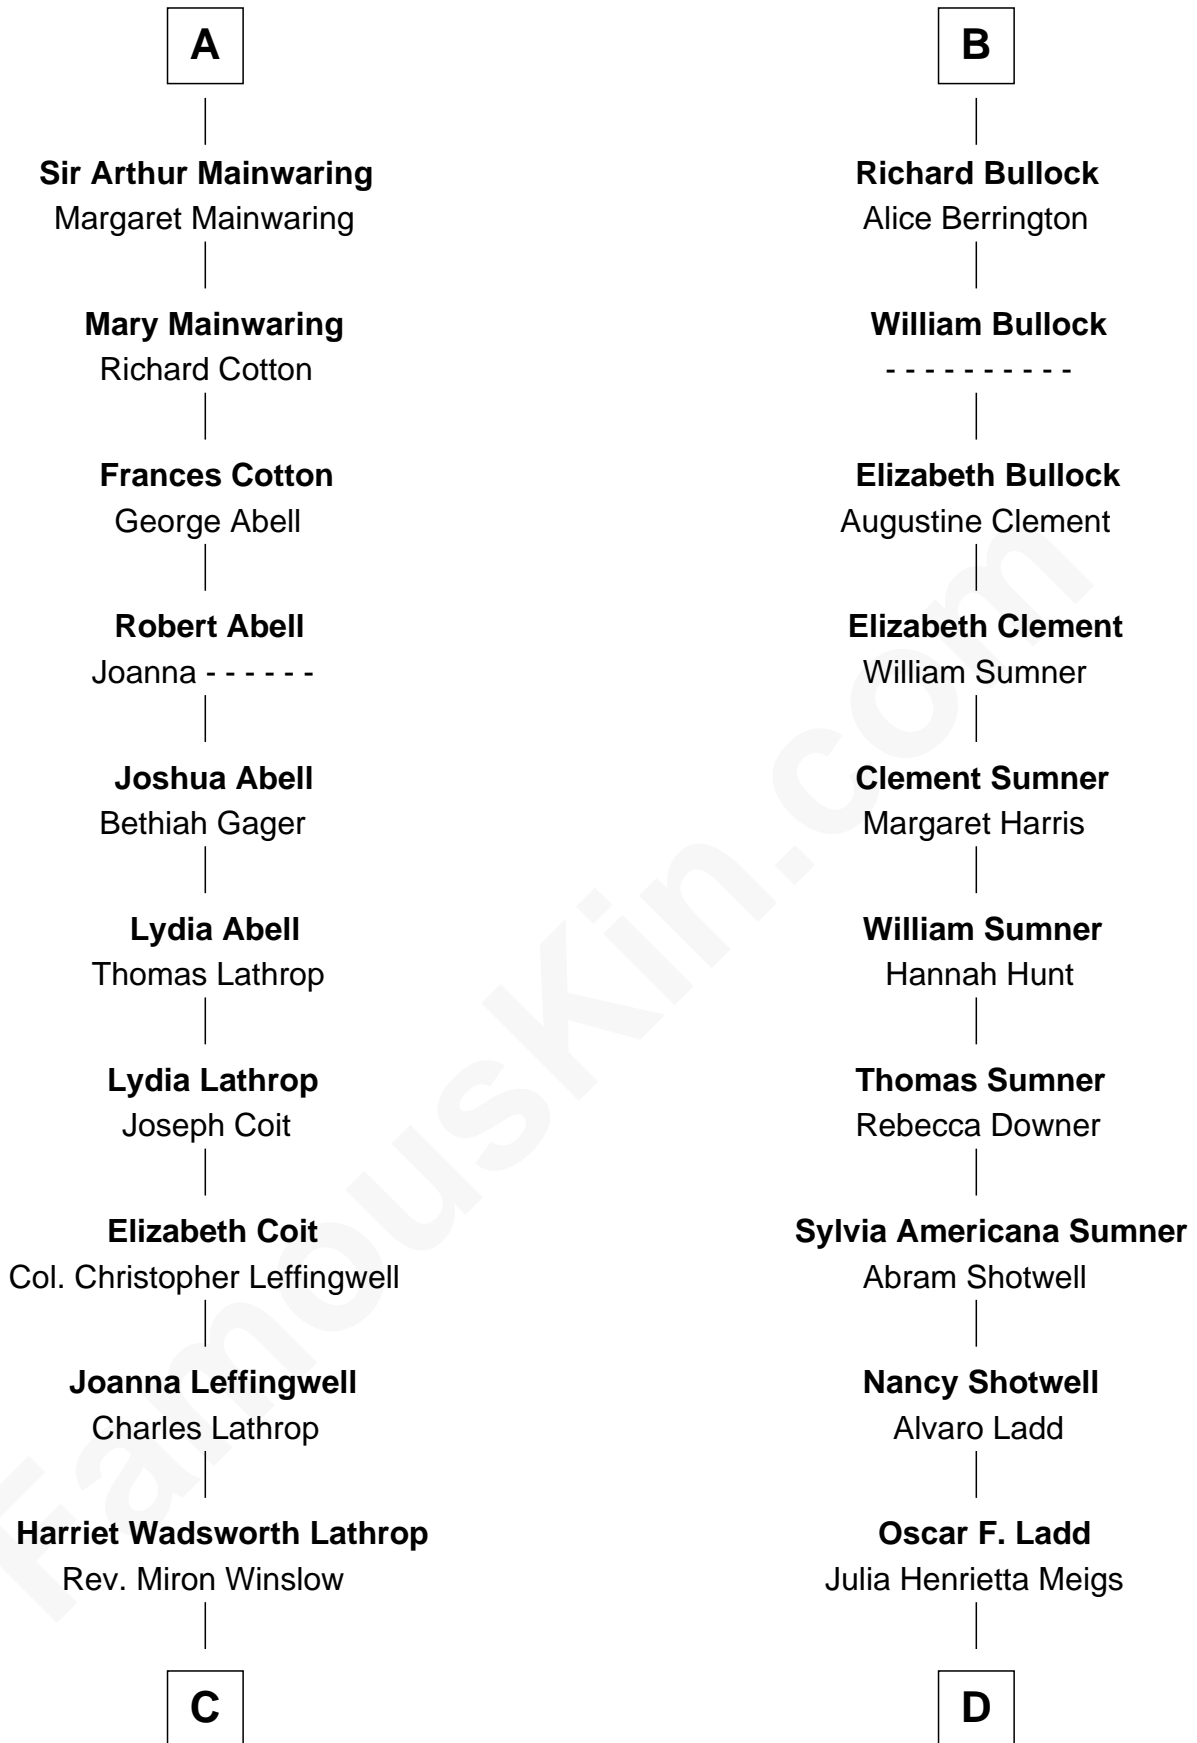 A
Sir Arthur Mainwaring
Margaret Mainwaring
Mary Mainwaring
Richard Cotton
Frances Cotton
George Abell
Robert Abell
Joanna - - - - - -
Joshua Abell
Bethiah Gager
Lydia Abell
Thomas Lathrop
Lydia Lathrop
Joseph Coit
Elizabeth Coit
Col. Christopher Leffingwell
Joanna Leffingwell
Charles Lathrop
Harriet Wadsworth Lathrop
Rev. Miron Winslow
C
B
Richard Bullock
Alice Berrington
William Bullock
- - - - - - - - - -
Elizabeth Bullock
Augustine Clement
Elizabeth Clement
William Sumner
Clement Sumner
Margaret Harris
William Sumner
Hannah Hunt
Thomas Sumner
Rebecca Downer
Sylvia Americana Sumner
Abram Shotwell
Nancy Shotwell
Alvaro Ladd
Oscar F. Ladd
Julia Henrietta Meigs
D
FamousKin.com